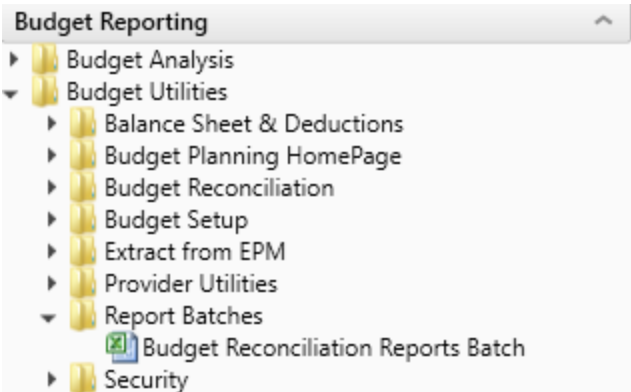 Budget Reporting
Budget Analysis
Budget Utilities
Balance Sheet & Deductions
Budget Planning HomePage
Budget Reconciliation
Budget Setup
Extract from EPM
Provider Utilities
Report Batches
Budget Reconciliation Reports Batch
Security